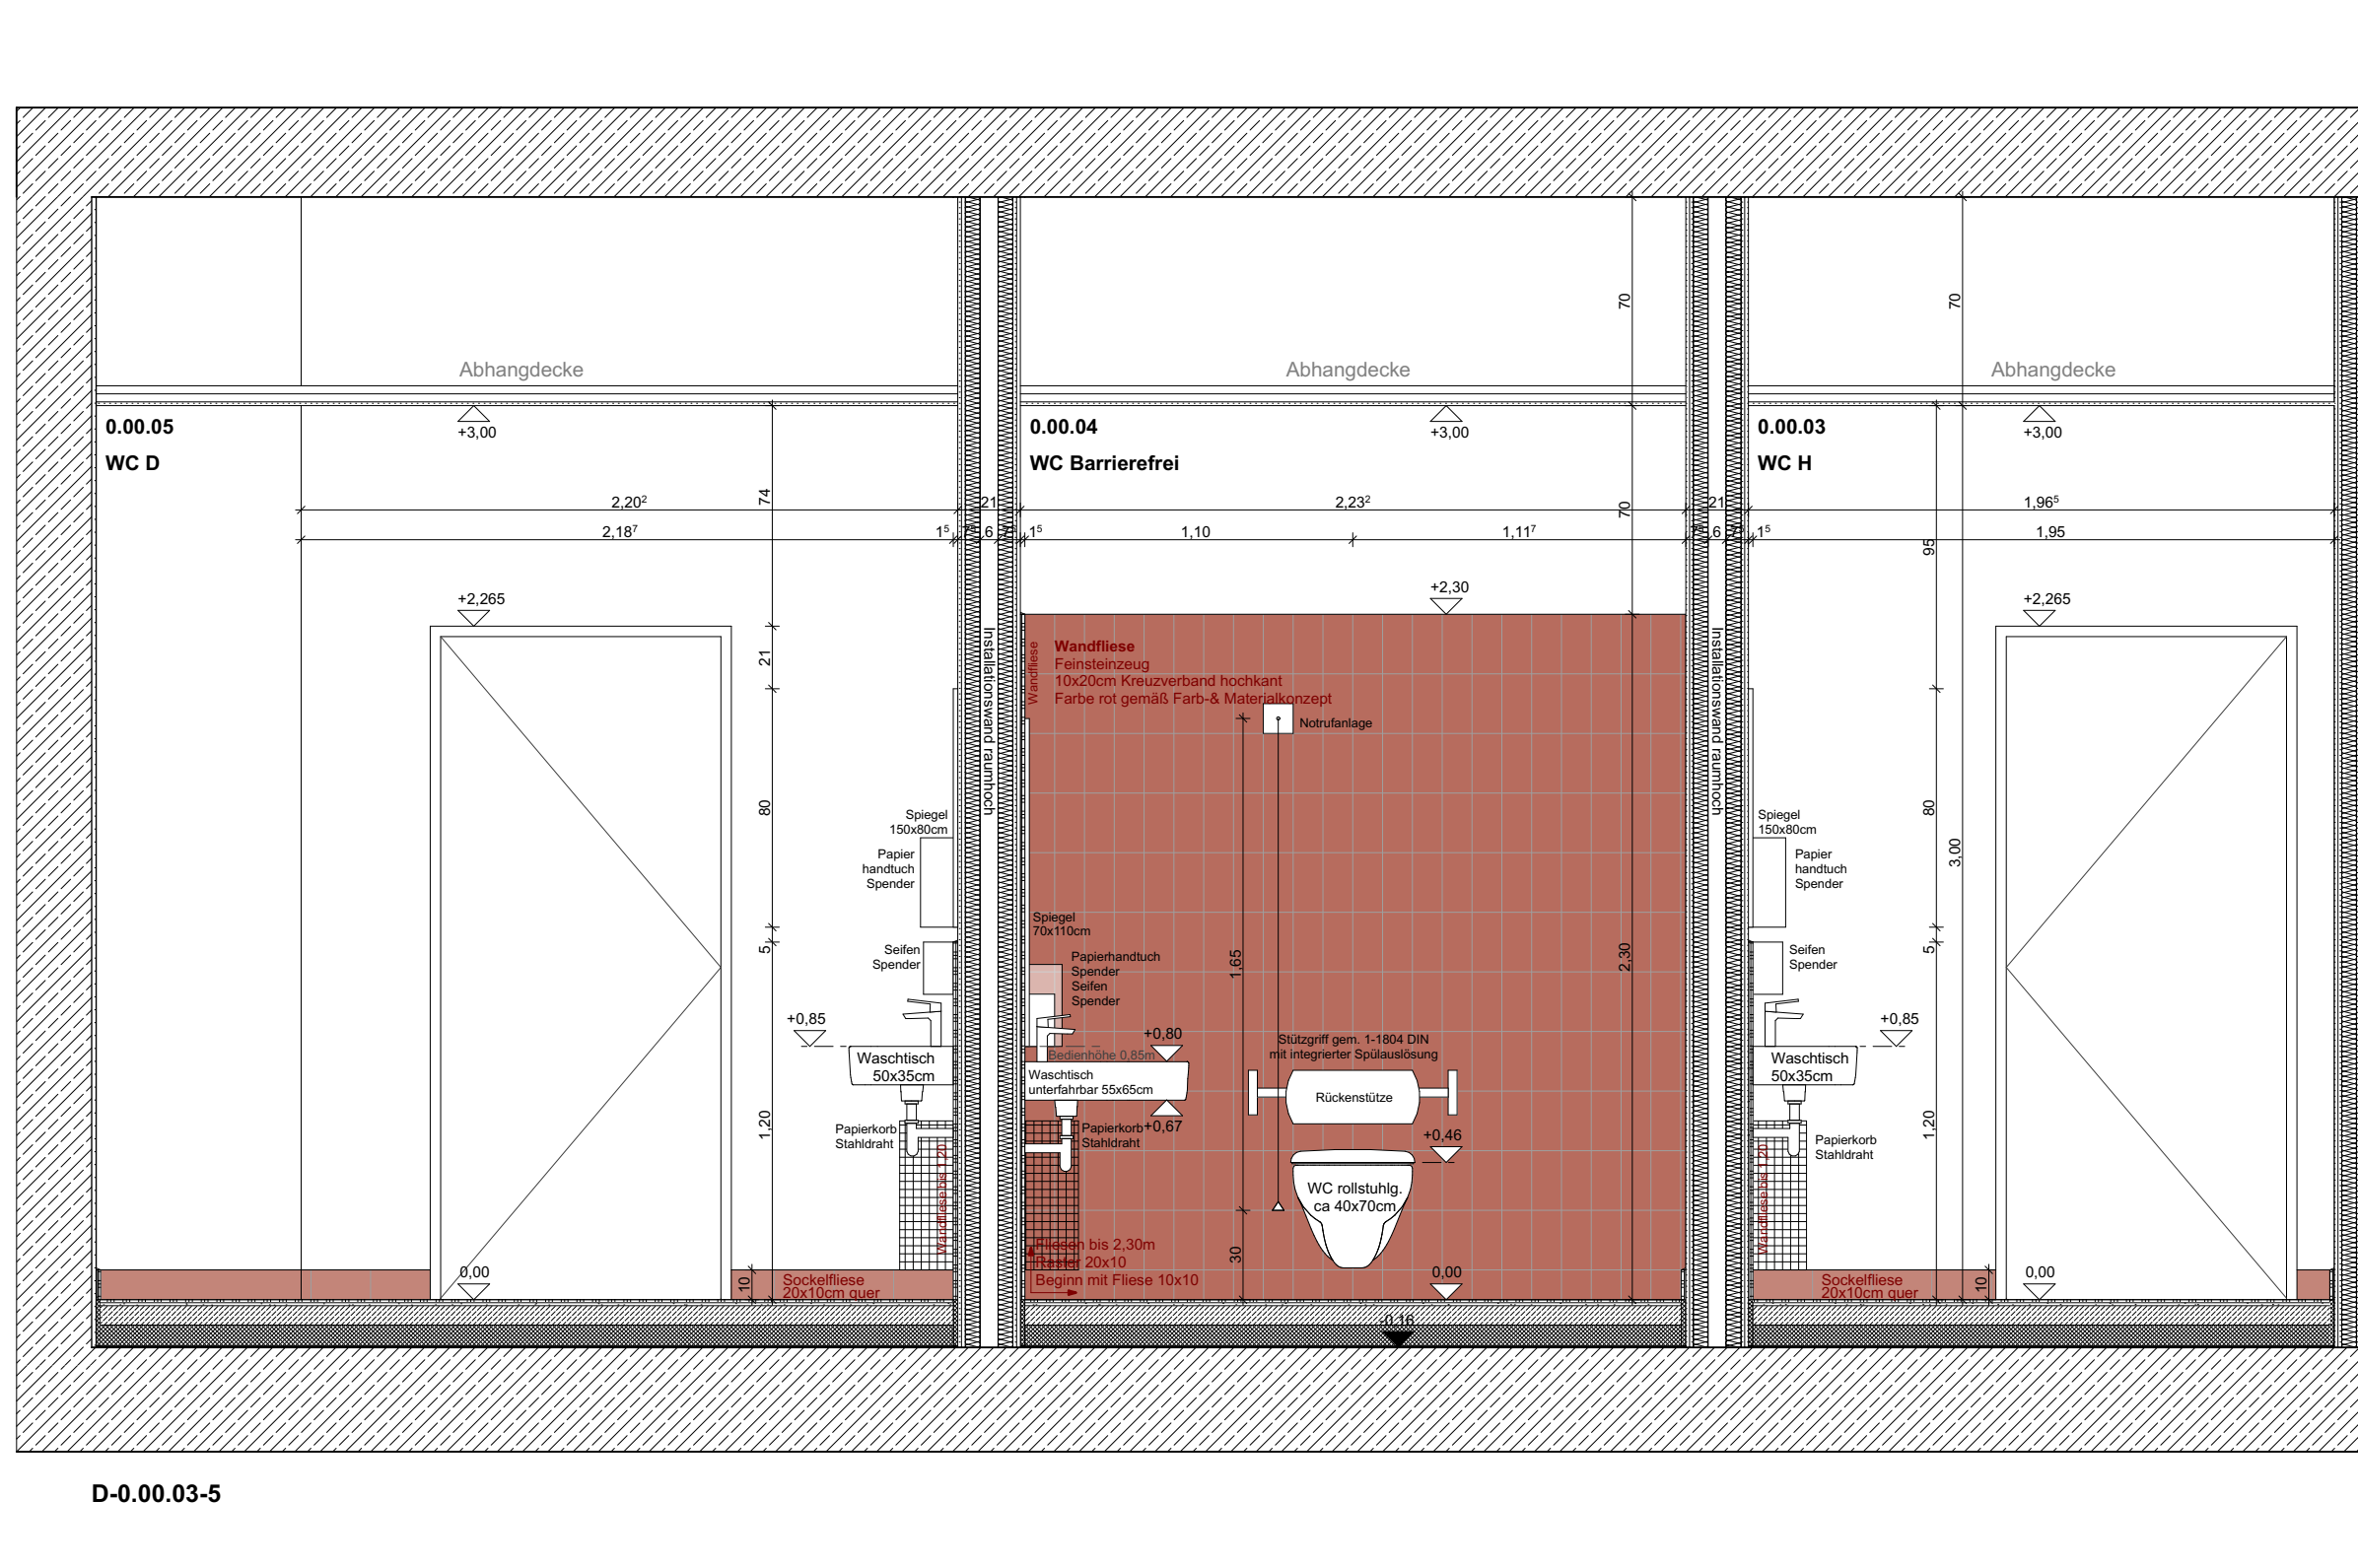 Abhangdecke
Abhangdecke
Abhangdecke
70
70
0.00.05
WC D
+3,00
0.00.04
WC Barrierefrei
+3,00
0.00.03
WC H
+3,00
2,20²
21
2,23²
21
1,96⁵
2,18⁷
1⁵
6
1⁵
1,10
1,11⁷
6
1⁵
1,95
74
70
95
+2,265
+2,30
+2,265
21
80
5
1,20
10
Installationswand raumhoch
Wandfliese
Wandfliese
Feinsteinzeug
10x20cm Kreuzverband hochkant
Farbe rot gemäß Farb-& Materialkonzept
Notrufanlage
Installationswand raumhoch
Spiegel
150x80cm
Papier
handtuch
Spender
Seifen
Spender
+0,85
Waschtisch
50x35cm
Papierkorb
Stahldraht
Wandfliese bis 1,20
0,00
Sockelfliese
20x10cm quer
Spiegel
70x110cm
Papierhandtuch
Spender
Seifen
Spender
+0,80
Bedienhöhe 0,85m
Waschtisch
unterfahrbar 55x65cm
Papierkorb
Stahldraht
+0,67
1,65
30
2,30
Stützgriff gem. 1-1804 DIN
mit integrierter Spülauslösung
Rückenstütze
+0,46
WC rollstuhlg.
ca 40x70cm
Fliesen bis 2,30m
Raster 20x10
Beginn mit Fliese 10x10
0,00
-0,16
Spiegel
150x80cm
Papier
handtuch
Spender
Seifen
Spender
+0,85
Waschtisch
50x35cm
Papierkorb
Stahldraht
Wandfliese bis 1,20
80
3,00
5
1,20
10
Sockelfliese
20x10cm quer
0,00
D-0.00.03-5